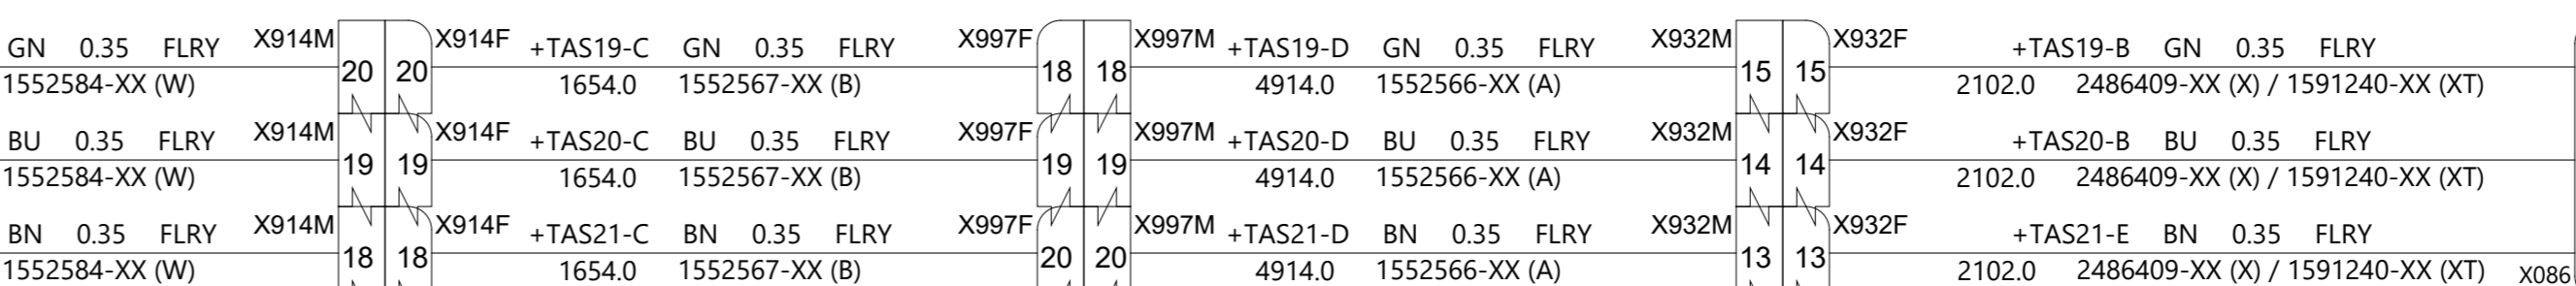 GN 0.35 FLRY X914M 20 20 X914F +TAS19-C GN 0.35 FLRY X997F 18 18 X997M +TAS19-D GN 0.35 FLRY X932M 15 15 X932F +TAS19-B GN 0.35 FLRY
1552584-XX (W) 1654.0 1552567-XX (B) 4914.0 1552566-XX (A) 2102.0 2486409-XX (X) / 1591240-XX (XT)
BU 0.35 FLRY X914M 19 19 X914F +TAS20-C BU 0.35 FLRY X997F 19 19 X997M +TAS20-D BU 0.35 FLRY X932M 14 14 X932F +TAS20-B BU 0.35 FLRY
1552584-XX (W) 1654.0 1552567-XX (B) 4914.0 1552566-XX (A) 2102.0 2486409-XX (X) / 1591240-XX (XT)
BN 0.35 FLRY X914M 18 18 X914F +TAS21-C BN 0.35 FLRY X997F 20 20 X997M +TAS21-D BN 0.35 FLRY X932M 13 13 X932F +TAS21-E BN 0.35 FLRY
1552584-XX (W) 1654.0 1552567-XX (B) 4914.0 1552566-XX (A) 2102.0 2486409-XX (X) / 1591240-XX (XT) X086